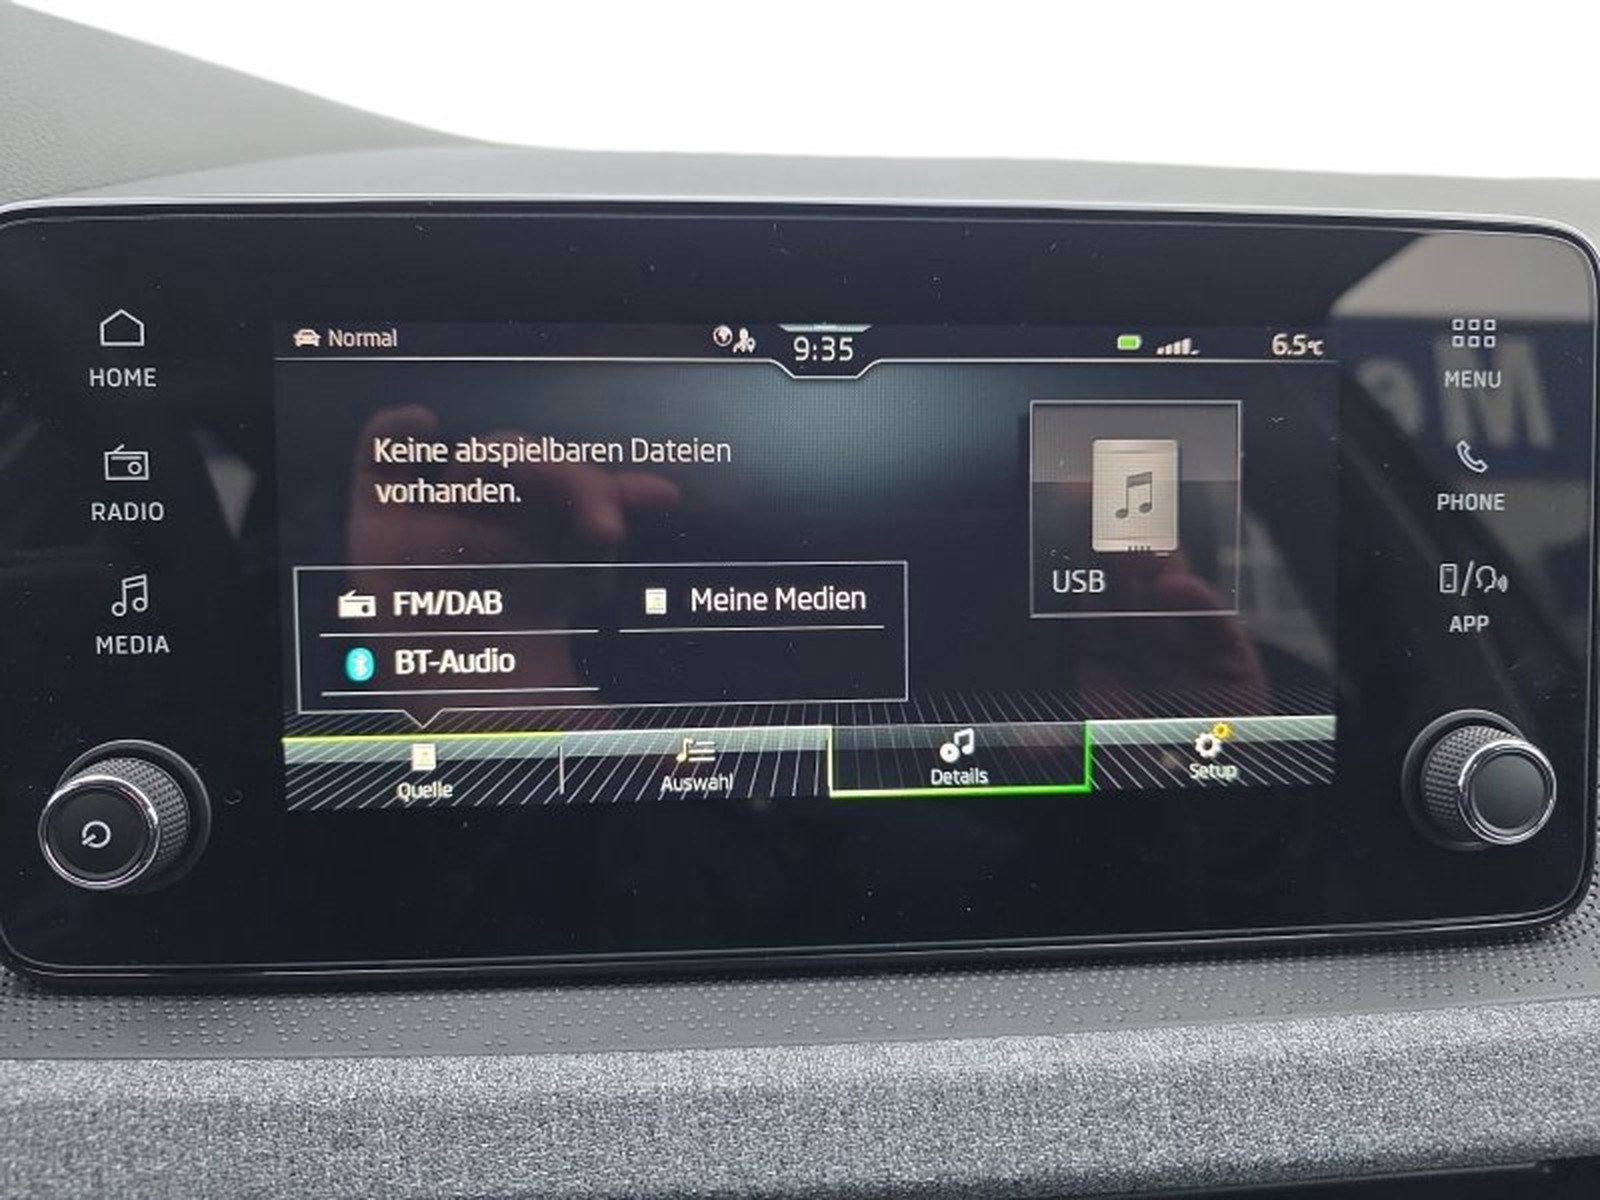 HOME
RADIO
MEDIA
Normal
9:35
6.5°C
Keine abspielbaren Dateien
vorhanden.
FM/DAB
Meine Medien
BT-Audio
USB
Quelle
Auswahl
Details
Setup
MENU
PHONE
APP